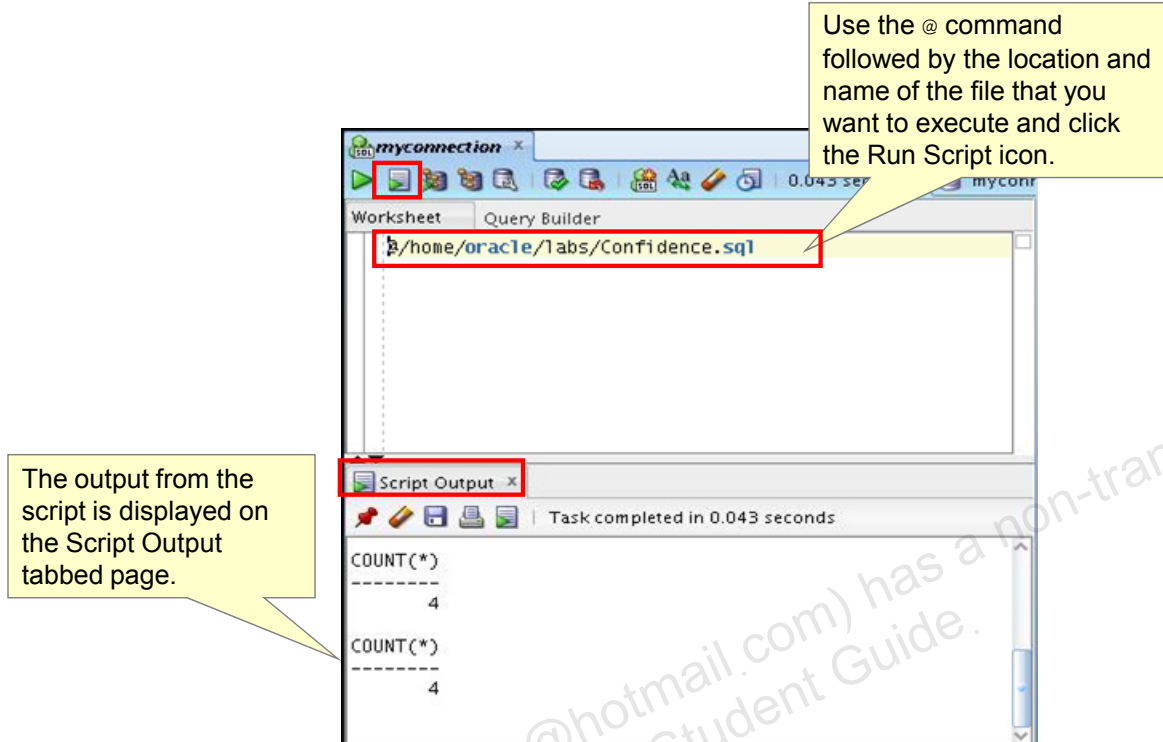 Use the @ command
followed by the location and
name of the file that you
want to execute and click
the Run Script icon.
myconnection
0.043
Worksheet Query Builder
@/home/oracle/labs/Confidence.sql
The output from the
script is displayed on
the Script Output
tabbed page.
Script Output
Task completed in 0.043 seconds
COUNT(*)
--------
4
COUNT(*)
--------
4
has a non-tran
@hotmail.com)
Student Guide.